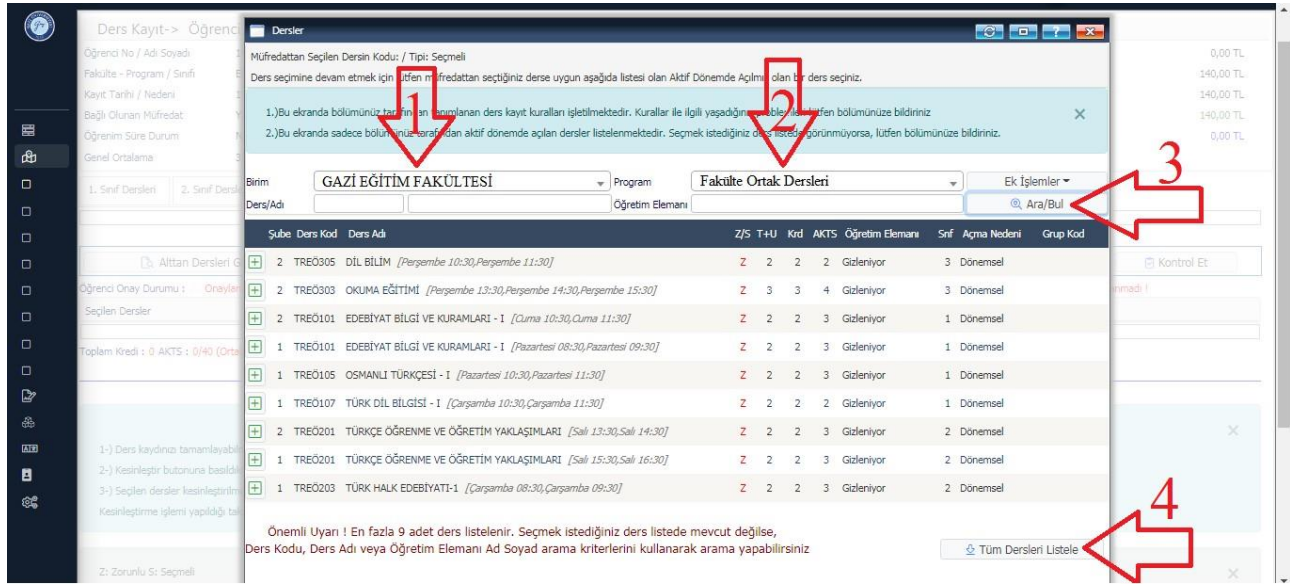 Ders Kayıt-> Öğrenc
Dersler
Öğrenci No / Adı Soyadı
Müfredattan Seçilen Dersin Kodu: / Tipi: Seçmeli
0,00 TL
Fakülte - Program / Sınıfı
Ders seçimine devam etmek için lütfen müfredattan seçtiğiniz derse uygun aşağıda listesi olan Aktif Dönemde Açılmış olan bir ders seçiniz.
140,00 TL
Kayıt Tarihi / Nedeni
140,00 TL
1
2
Bağlı Olunan Müfredat
1.)Bu ekranda bölümünüz tarafından tanımlanan ders kayıt kuralları işletilmektedir. Kurallar ile ilgili yaşadığınız lütfen bölümünüze bildiriniz
140,00 TL
Öğrenim Süre Durum
2.)Bu ekranda sadece bölümünüz tarafından aktif dönemde açılan dersler listelenmektedir. Seçmek istediğiniz ders listede görünmüyorsa, lütfen bölümünüze bildiriniz.
0,00 TL
Genel Ortalama
3
1. Sınıf Dersleri 2. Sınıf Dersl
Birim GAZİ EĞİTİM FAKÜLTESİ Program Fakülte Ortak Dersleri Ek İşlemler
Ders/Adı Öğretim Elemanı Ara/Bul
Şube Ders Kod Ders Adı Z/S T+U Krd AKTS Öğretim Elemanı Snf Açma Nedeni Grup Kod
Alttan Dersleri G
2 TREÖ305 DİL BİLİM [Perşembe 10:30,Perşembe 11:30] Z 2 2 2 Gizleniyor 3 Dönemsel
Kontrol Et
Öğrenci Onay Durumu : Onaylan
2 TREÖ303 OKUMA EĞİTİMİ [Perşembe 13:30,Perşembe 14:30,Perşembe 15:30] Z 3 3 4 Gizleniyor 3 Dönemsel
nmadı !
Seçilen Dersler
2 TREÖ101 EDEBİYAT BİLGİ VE KURAMLARI - I [Cuma 10:30,Cuma 11:30] Z 2 2 3 Gizleniyor 1 Dönemsel
Toplam Kredi : 0 AKTS : 0/40 (Orta
1 TREÖ101 EDEBİYAT BİLGİ VE KURAMLARI - I [Pazartesi 08:30,Pazartesi 09:30] Z 2 2 3 Gizleniyor 1 Dönemsel
1 TREÖ105 OSMANLI TÜRKÇESİ - I [Pazartesi 10:30,Pazartesi 11:30] Z 2 2 3 Gizleniyor 1 Dönemsel
1 TREÖ107 TÜRK DİL BİLGİSİ - I [Çarşamba 10:30,Çarşamba 11:30] Z 2 2 2 Gizleniyor 1 Dönemsel
2 TREÖ201 TÜRKÇE ÖĞRENME VE ÖĞRETİM YAKLAŞIMLARI [Salı 13:30,Salı 14:30] Z 2 2 3 Gizleniyor 2 Dönemsel
1-) Ders kaydınızı tamamlayabil
1 TREÖ201 TÜRKÇE ÖĞRENME VE ÖĞRETİM YAKLAŞIMLARI [Salı 15:30,Salı 16:30] Z 2 2 3 Gizleniyor 2 Dönemsel
2-) Kesinleştir butonuna basıldık
3-) Seçilen dersler kesinleştirilm
1 TREÖ203 TÜRK HALK EDEBİYATI-1 [Çarşamba 08:30,Çarşamba 09:30] Z 2 2 3 Gizleniyor 2 Dönemsel
Kesinleştirme işlemi yapıldığı tak
4
Önemli Uyarı ! En fazla 9 adet ders listelenir. Seçmek istediğiniz ders listede mevcut değilse,
Ders Kodu, Ders Adı veya Öğretim Elemanı Ad Soyad arama kriterlerini kullanarak arama yapabilirsiniz
Tüm Dersleri Listele
Z: Zorunlu S: Seçmeli